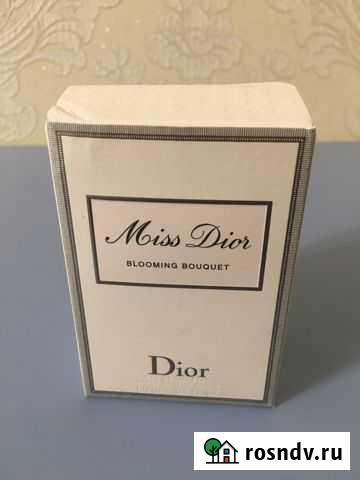 Miss Dior
BLOOMING BOUQUET
Dior
rosndv.ru